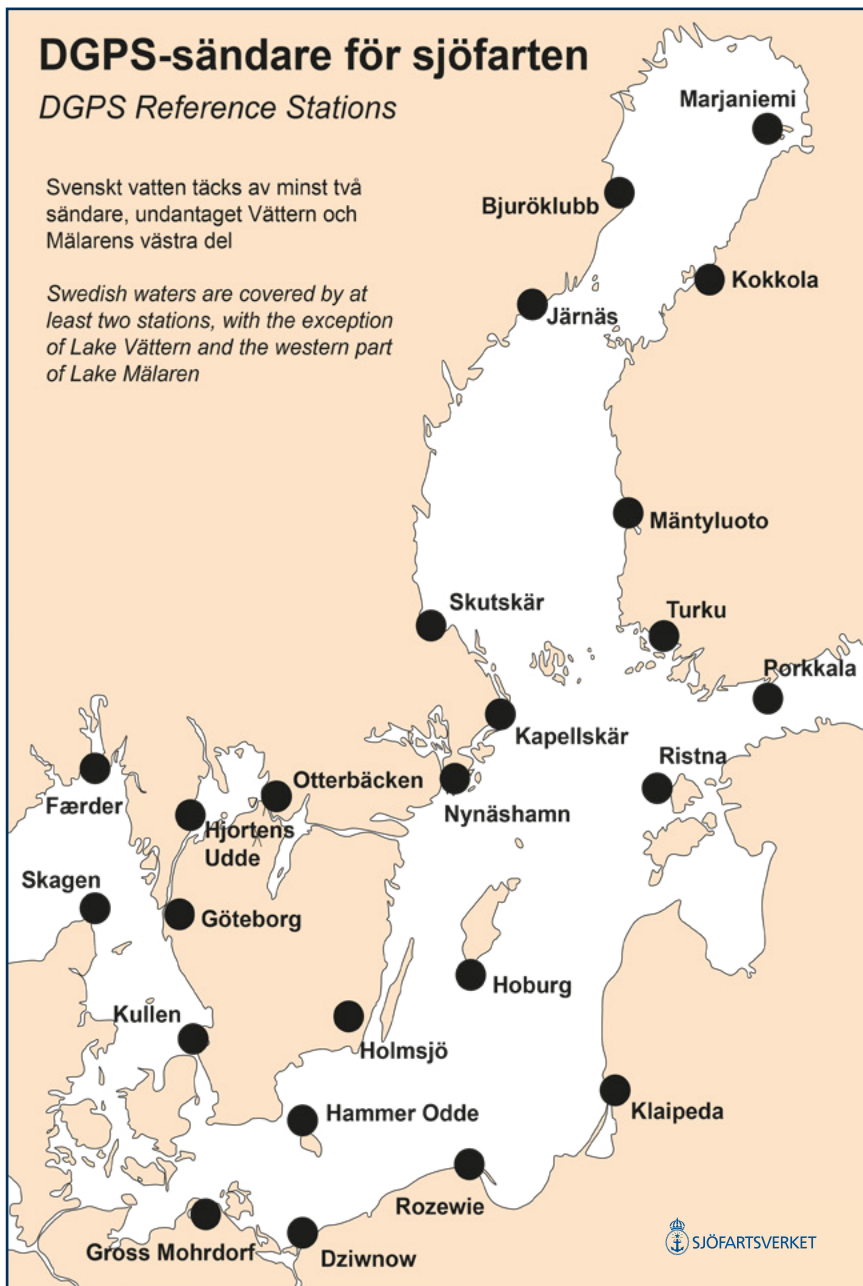 DGPS-sändare för sjöfarten
DGPS Reference Stations
Svenskt vatten täcks av minst två
sändare, undantaget Vättern och
Mälarens västra del
Swedish waters are covered by at
least two stations, with the exception
of Lake Vättern and the western part
of Lake Mälaren
Marjaniemi
Bjuröklubb
Kokkola
Järnäs
Mäntyluoto
Skutskär
Turku
Pørkkala
Kapellskär
Ristna
Otterbäcken
Færder
Nynäshamn
Hjortens
Udde
Skagen
Göteborg
Hoburg
Kullen
Holmsjö
Hammer Odde
Klaipeda
Rozewie
Gross Mohrdorf
Dziwnow
SJÖFARTSVERKET